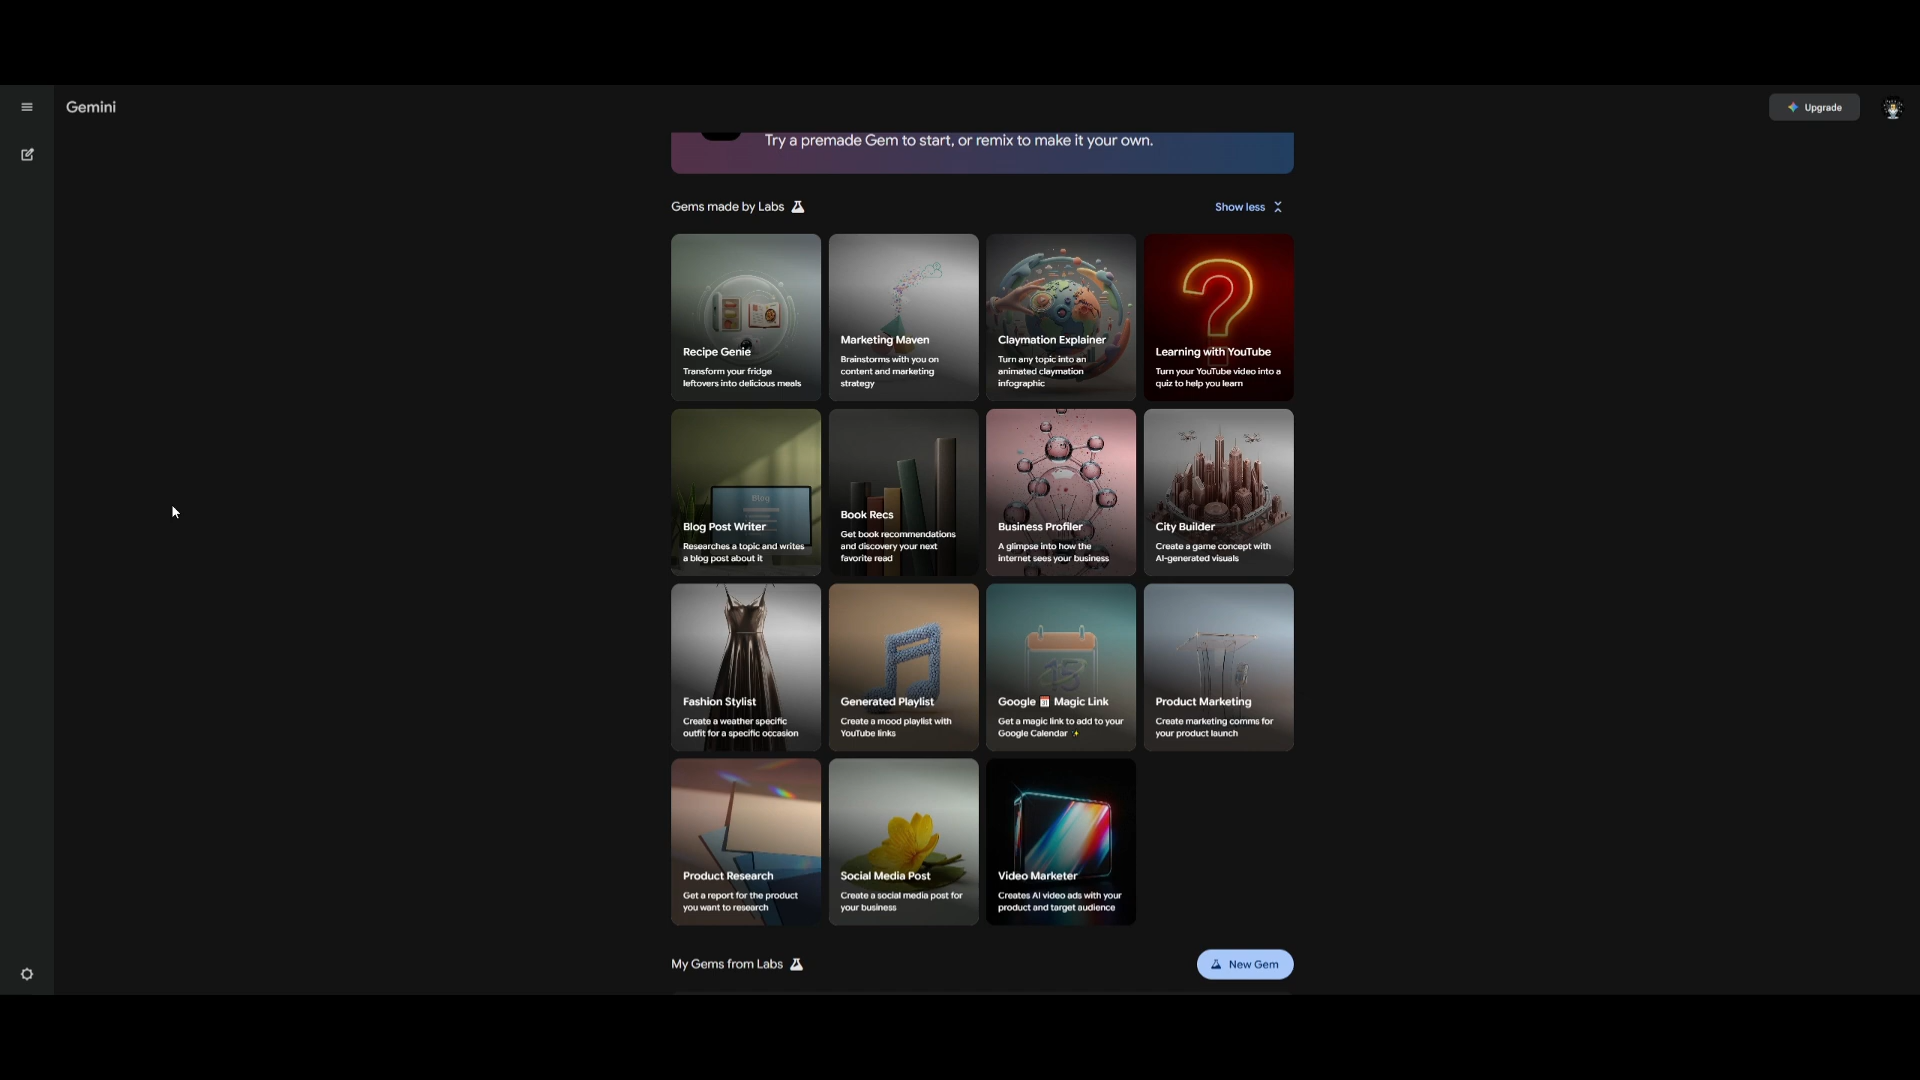 Gemini
Upgrade
Try a premade Gem to start, or remix to make it your own.
Gems made by Labs
Show less
Recipe Genie
Transform your fridge
leftovers into delicious meals
Marketing Maven
Brainstorms with you on
content and marketing
strategy
Claymation Explainer
Turn any topic into an
animated claymation
infographic
Learning with YouTube
Turn your YouTube video into a
quiz to help you learn
Blog
Blog Post Writer
Researches a topic and writes
a blog post about it
Book Recs
Get book recommendations
and discovery your next
favorite read
Business Profiler
A glimpse into how the
internet sees your business
City Builder
Create a game concept with
AI-generated visuals
Fashion Stylist
Create a weather specific
outfit for a specific occasion
Generated Playlist
Create a mood playlist with
YouTube links
15
Google 📅 Magic Link
Get a magic link to add to your
Google Calendar ✨
Product Marketing
Create marketing comms for
your product launch
Product Research
Get a report for the product
you want to research
Social Media Post
Create a social media post for
your business
Video Marketer
Creates AI video ads with your
product and target audience
My Gems from Labs
New Gem